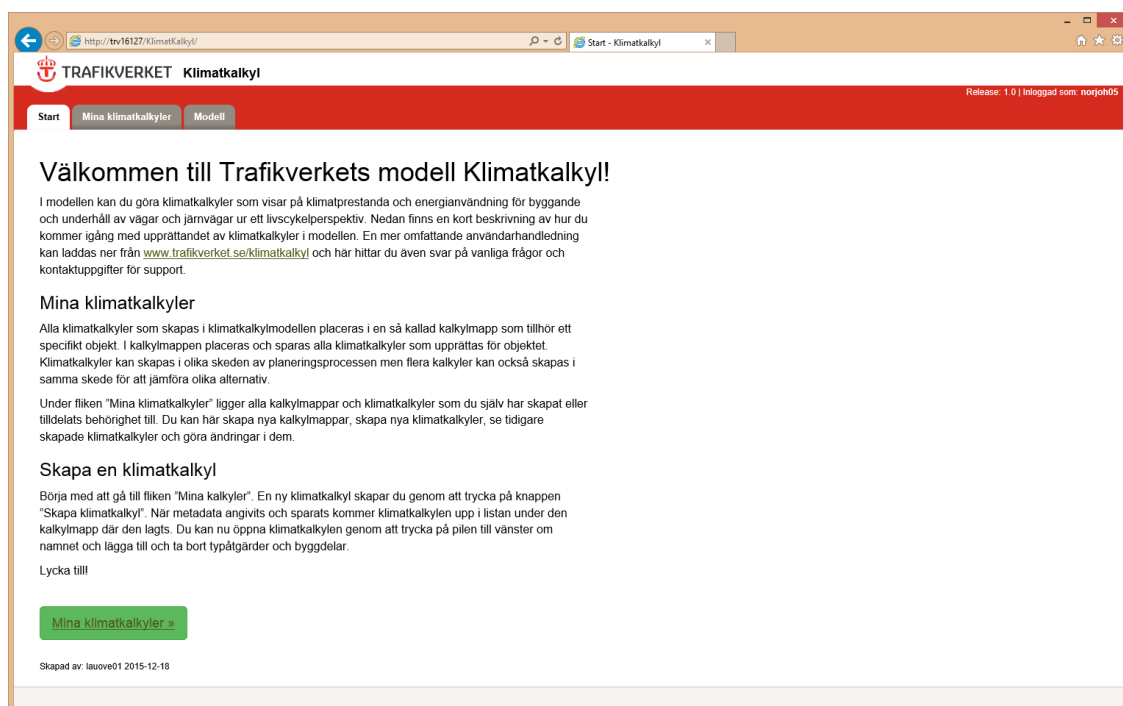 http://trv16127/KlimatKalkyl/
Start - Klimatkalkyl
TRAFIKVERKET Klimatkalkyl
Release: 1.0 | Inloggad som: norjoh05
Start Mina klimatkalkyler Modell
Välkommen till Trafikverkets modell Klimatkalkyl!
I modellen kan du göra klimatkalkyler som visar på klimatprestanda och energianvändning för byggande
och underhåll av vägar och järnvägar ur ett livscykelperspektiv. Nedan finns en kort beskrivning av hur du
kommer igång med upprättandet av klimatkalkyler i modellen. En mer omfattande användarhandledning
kan laddas ner från www.trafikverket.se/klimatkalkyl och här hittar du även svar på vanliga frågor och
kontaktuppgifter för support.
Mina klimatkalkyler
Alla klimatkalkyler som skapas i klimatkalkylmodellen placeras i en så kallad kalkylmapp som tillhör ett
specifikt objekt. I kalkylmappen placeras och sparas alla klimatkalkyler som upprättas för objektet.
Klimatkalkyler kan skapas i olika skeden av planeringsprocessen men flera kalkyler kan också skapas i
samma skede för att jämföra olika alternativ.
Under fliken ”Mina klimatkalkyler” ligger alla kalkylmappar och klimatkalkyler som du själv har skapat eller
tilldelats behörighet till. Du kan här skapa nya kalkylmappar, skapa nya klimatkalkyler, se tidigare
skapade klimatkalkyler och göra ändringar i dem.
Skapa en klimatkalkyl
Börja med att gå till fliken ”Mina kalkyler”. En ny klimatkalkyl skapar du genom att trycka på knappen
”Skapa klimatkalkyl”. När metadata angivits och sparats kommer klimatkalkylen upp i listan under den
kalkylmapp där den lagts. Du kan nu öppna klimatkalkylen genom att trycka på pilen till vänster om
namnet och lägga till och ta bort typåtgärder och byggdelar.
Lycka till!
Mina klimatkalkyler »
Skapad av: lauove01 2015-12-18